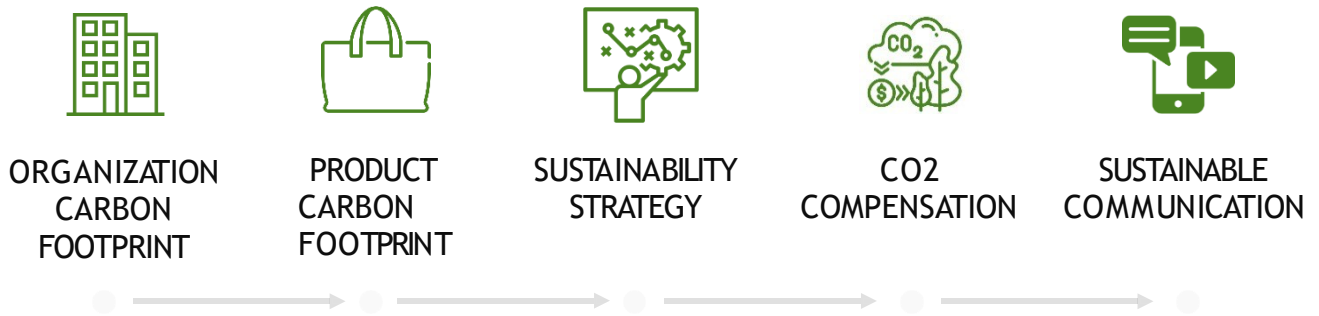 CO2
$
ORGANIZATION
CARBON
FOOTPRINT
PRODUCT
CARBON
FOOTPRINT
SUSTAINABILITY
STRATEGY
CO2
COMPENSATION
SUSTAINABLE
COMMUNICATION